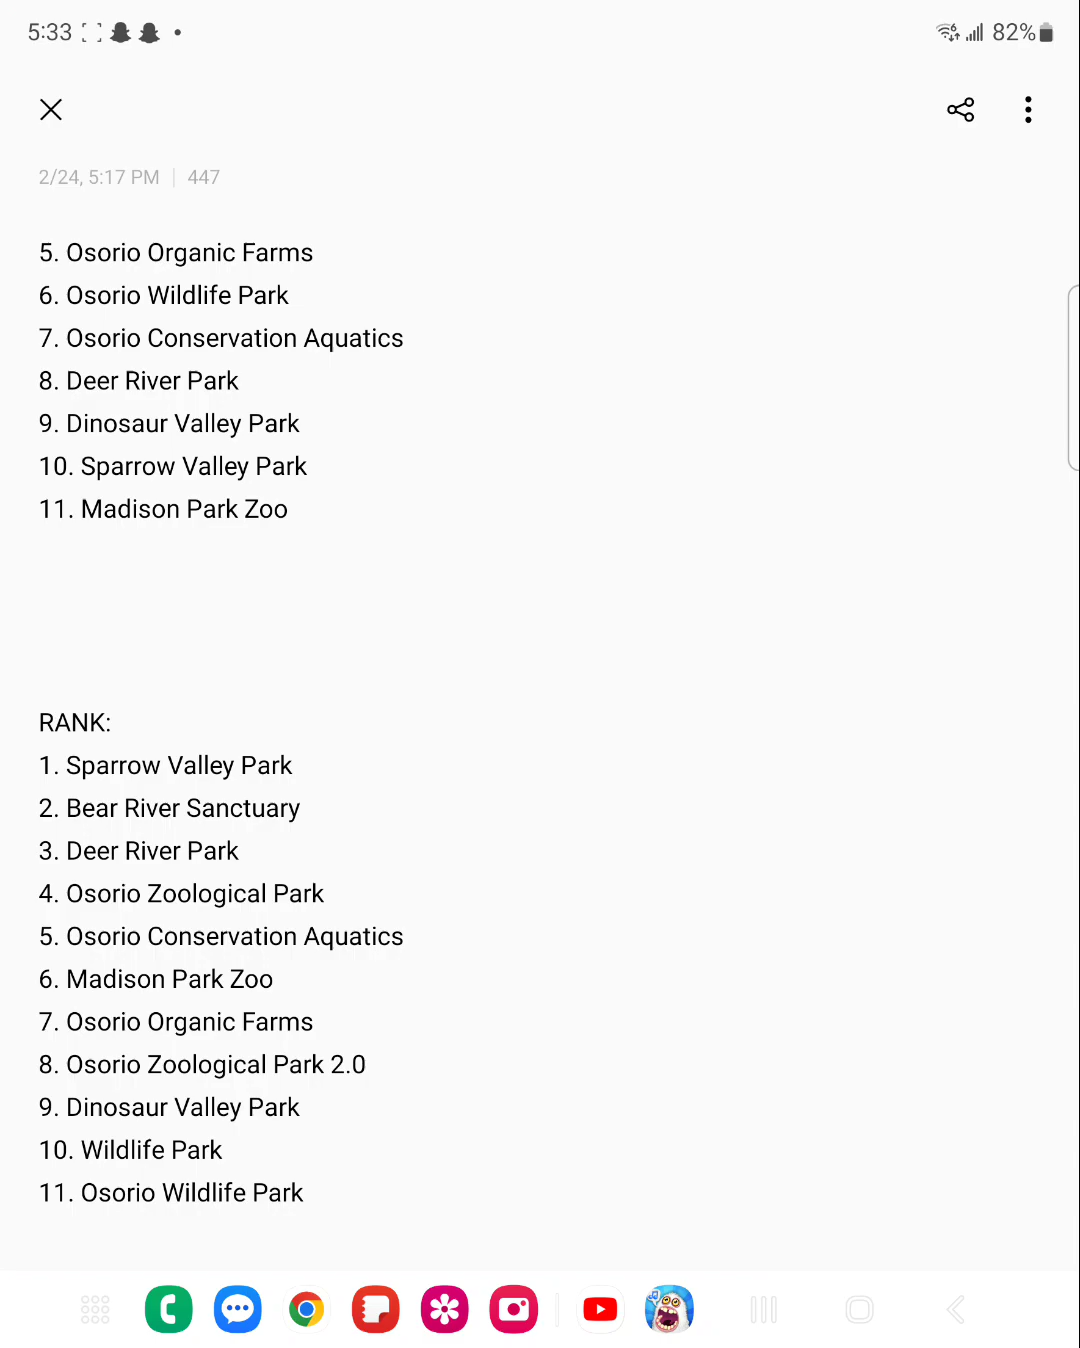 5:33 82%
2/24, 5:17 PM | 447
5. Osorio Organic Farms
6. Osorio Wildlife Park
7. Osorio Conservation Aquatics
8. Deer River Park
9. Dinosaur Valley Park
10. Sparrow Valley Park
11. Madison Park Zoo
RANK:
1. Sparrow Valley Park
2. Bear River Sanctuary
3. Deer River Park
4. Osorio Zoological Park
5. Osorio Conservation Aquatics
6. Madison Park Zoo
7. Osorio Organic Farms
8. Osorio Zoological Park 2.0
9. Dinosaur Valley Park
10. Wildlife Park
11. Osorio Wildlife Park